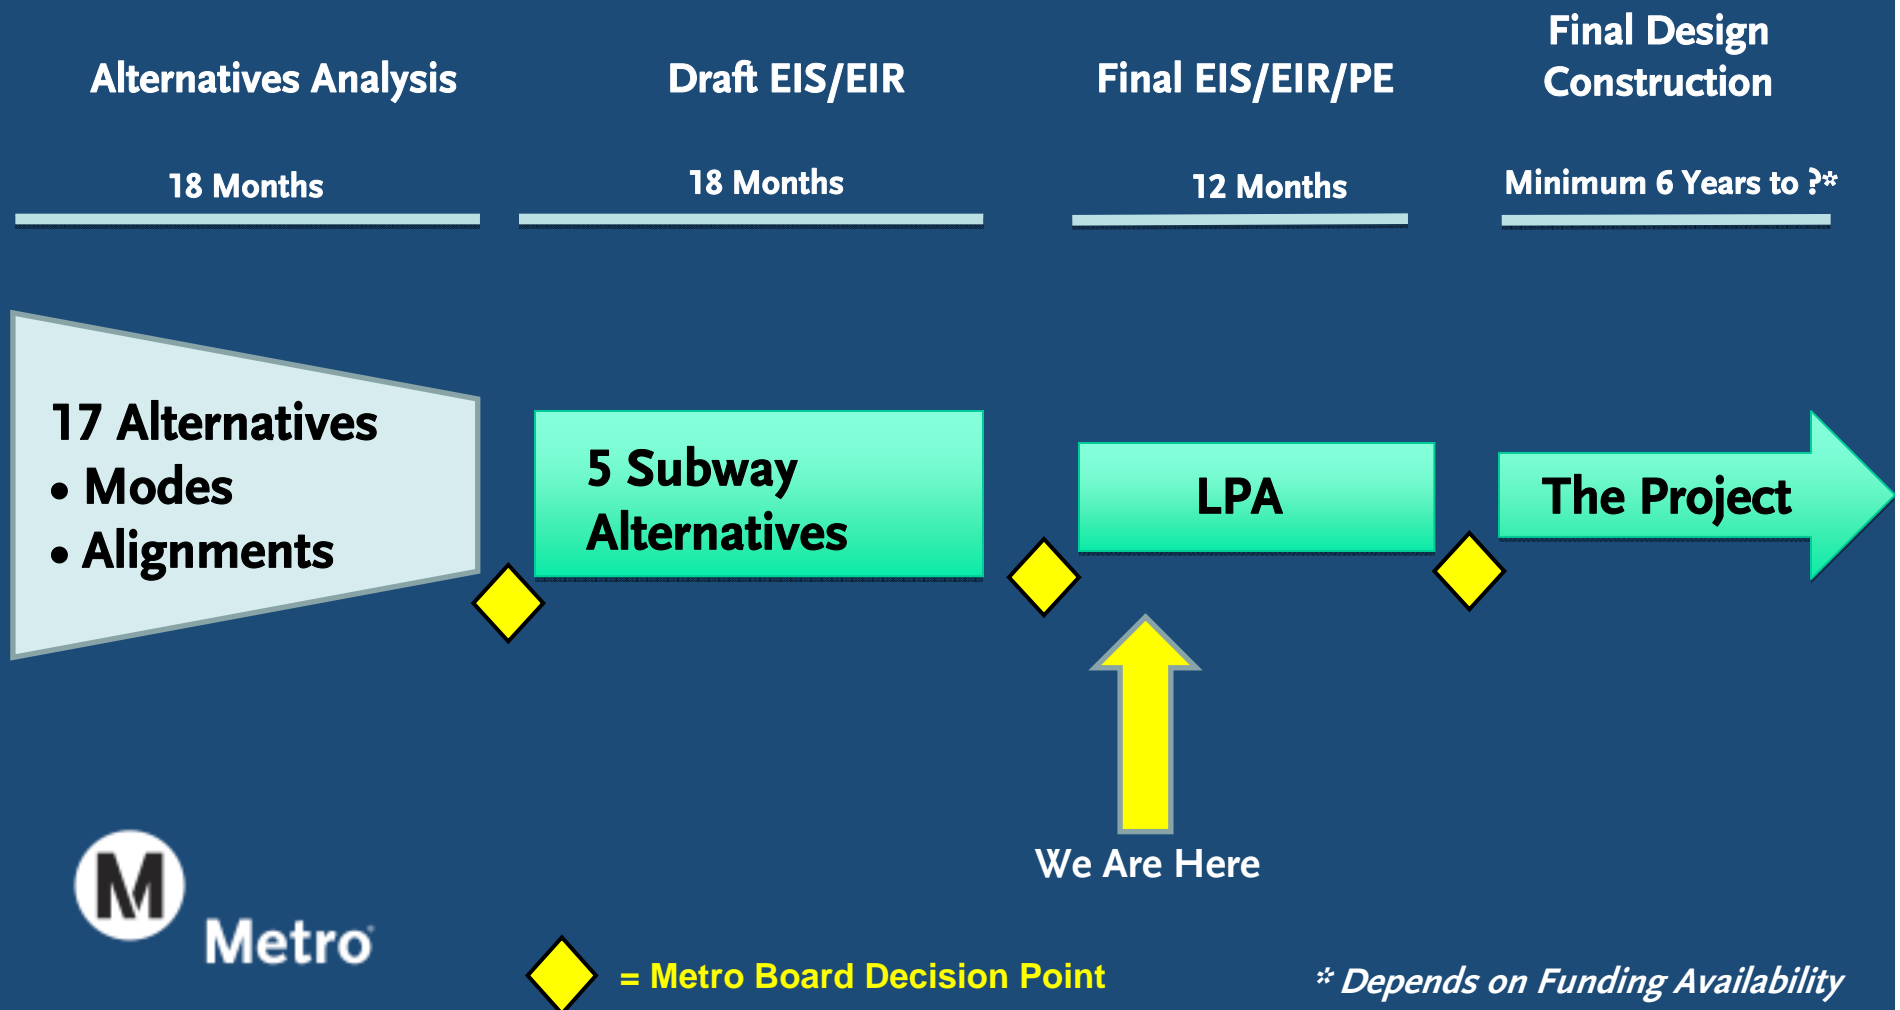 Alternatives Analysis
18 Months
Draft EIS/EIR
18 Months
Final EIS/EIR/PE
12 Months
Final Design
Construction
Minimum 6 Years to ?*
17 Alternatives
• Modes
• Alignments
5 Subway
Alternatives
LPA
The Project
We Are Here
M
Metro
= Metro Board Decision Point
* Depends on Funding Availability